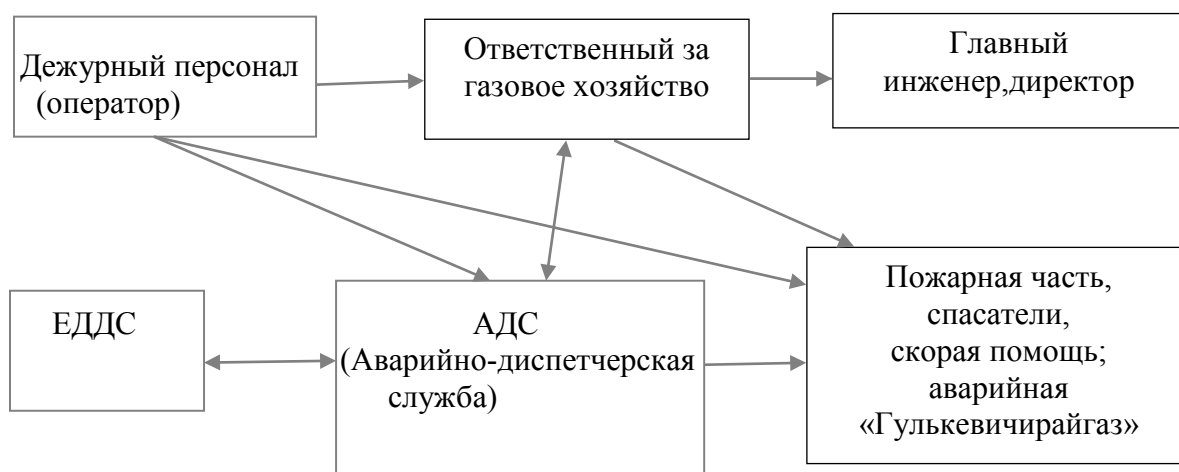 Дежурный персонал
(оператор)
Ответственный за
газовое хозяйство
Главный
инженер,директор
ЕДДС
АДС
(Аварийно-диспетчерская
служба)
Пожарная часть,
спасатели,
скорая помощь;
аварийная
«Гулькевичирайгаз»